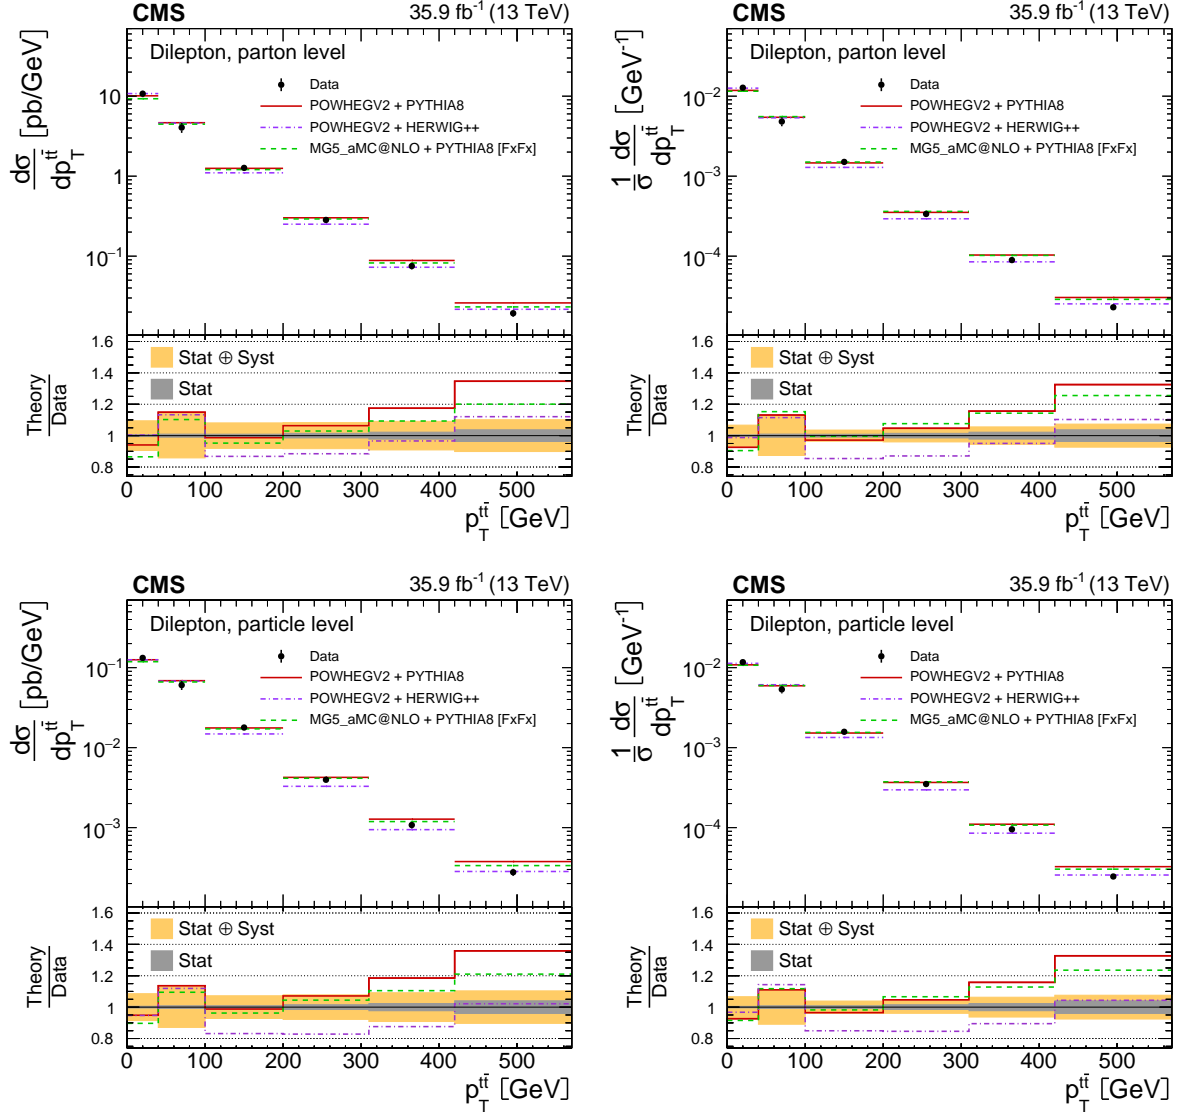 CMS 35.9 fb⁻¹ (13 TeV)
Dilepton, parton level
Data
POWHEGV2 + PYTHIA8
POWHEGV2 + HERWIG++
MG5_aMC@NLO + PYTHIA8 [FxFx]
dσ/dp_T^{tt̄} [pb/GeV]
10
1
10⁻¹
Stat ⊕ Syst
Stat
Theory/Data
1.6
1.4
1.2
1
0.8
0 100 200 300 400 500
p_T^{tt̄} [GeV]
CMS 35.9 fb⁻¹ (13 TeV)
Dilepton, parton level
Data
POWHEGV2 + PYTHIA8
POWHEGV2 + HERWIG++
MG5_aMC@NLO + PYTHIA8 [FxFx]
1/σ dσ/dp_T^{tt̄} [GeV⁻¹]
10⁻²
10⁻³
10⁻⁴
Stat ⊕ Syst
Stat
Theory/Data
1.6
1.4
1.2
1
0.8
0 100 200 300 400 500
p_T^{tt̄} [GeV]
CMS 35.9 fb⁻¹ (13 TeV)
Dilepton, particle level
Data
POWHEGV2 + PYTHIA8
POWHEGV2 + HERWIG++
MG5_aMC@NLO + PYTHIA8 [FxFx]
dσ/dp_T^{tt̄} [pb/GeV]
10⁻¹
10⁻²
10⁻³
Stat ⊕ Syst
Stat
Theory/Data
1.6
1.4
1.2
1
0.8
0 100 200 300 400 500
p_T^{tt̄} [GeV]
CMS 35.9 fb⁻¹ (13 TeV)
Dilepton, particle level
Data
POWHEGV2 + PYTHIA8
POWHEGV2 + HERWIG++
MG5_aMC@NLO + PYTHIA8 [FxFx]
1/σ dσ/dp_T^{tt̄} [GeV⁻¹]
10⁻²
10⁻³
10⁻⁴
Stat ⊕ Syst
Stat
Theory/Data
1.6
1.4
1.2
1
0.8
0 100 200 300 400 500
p_T^{tt̄} [GeV]